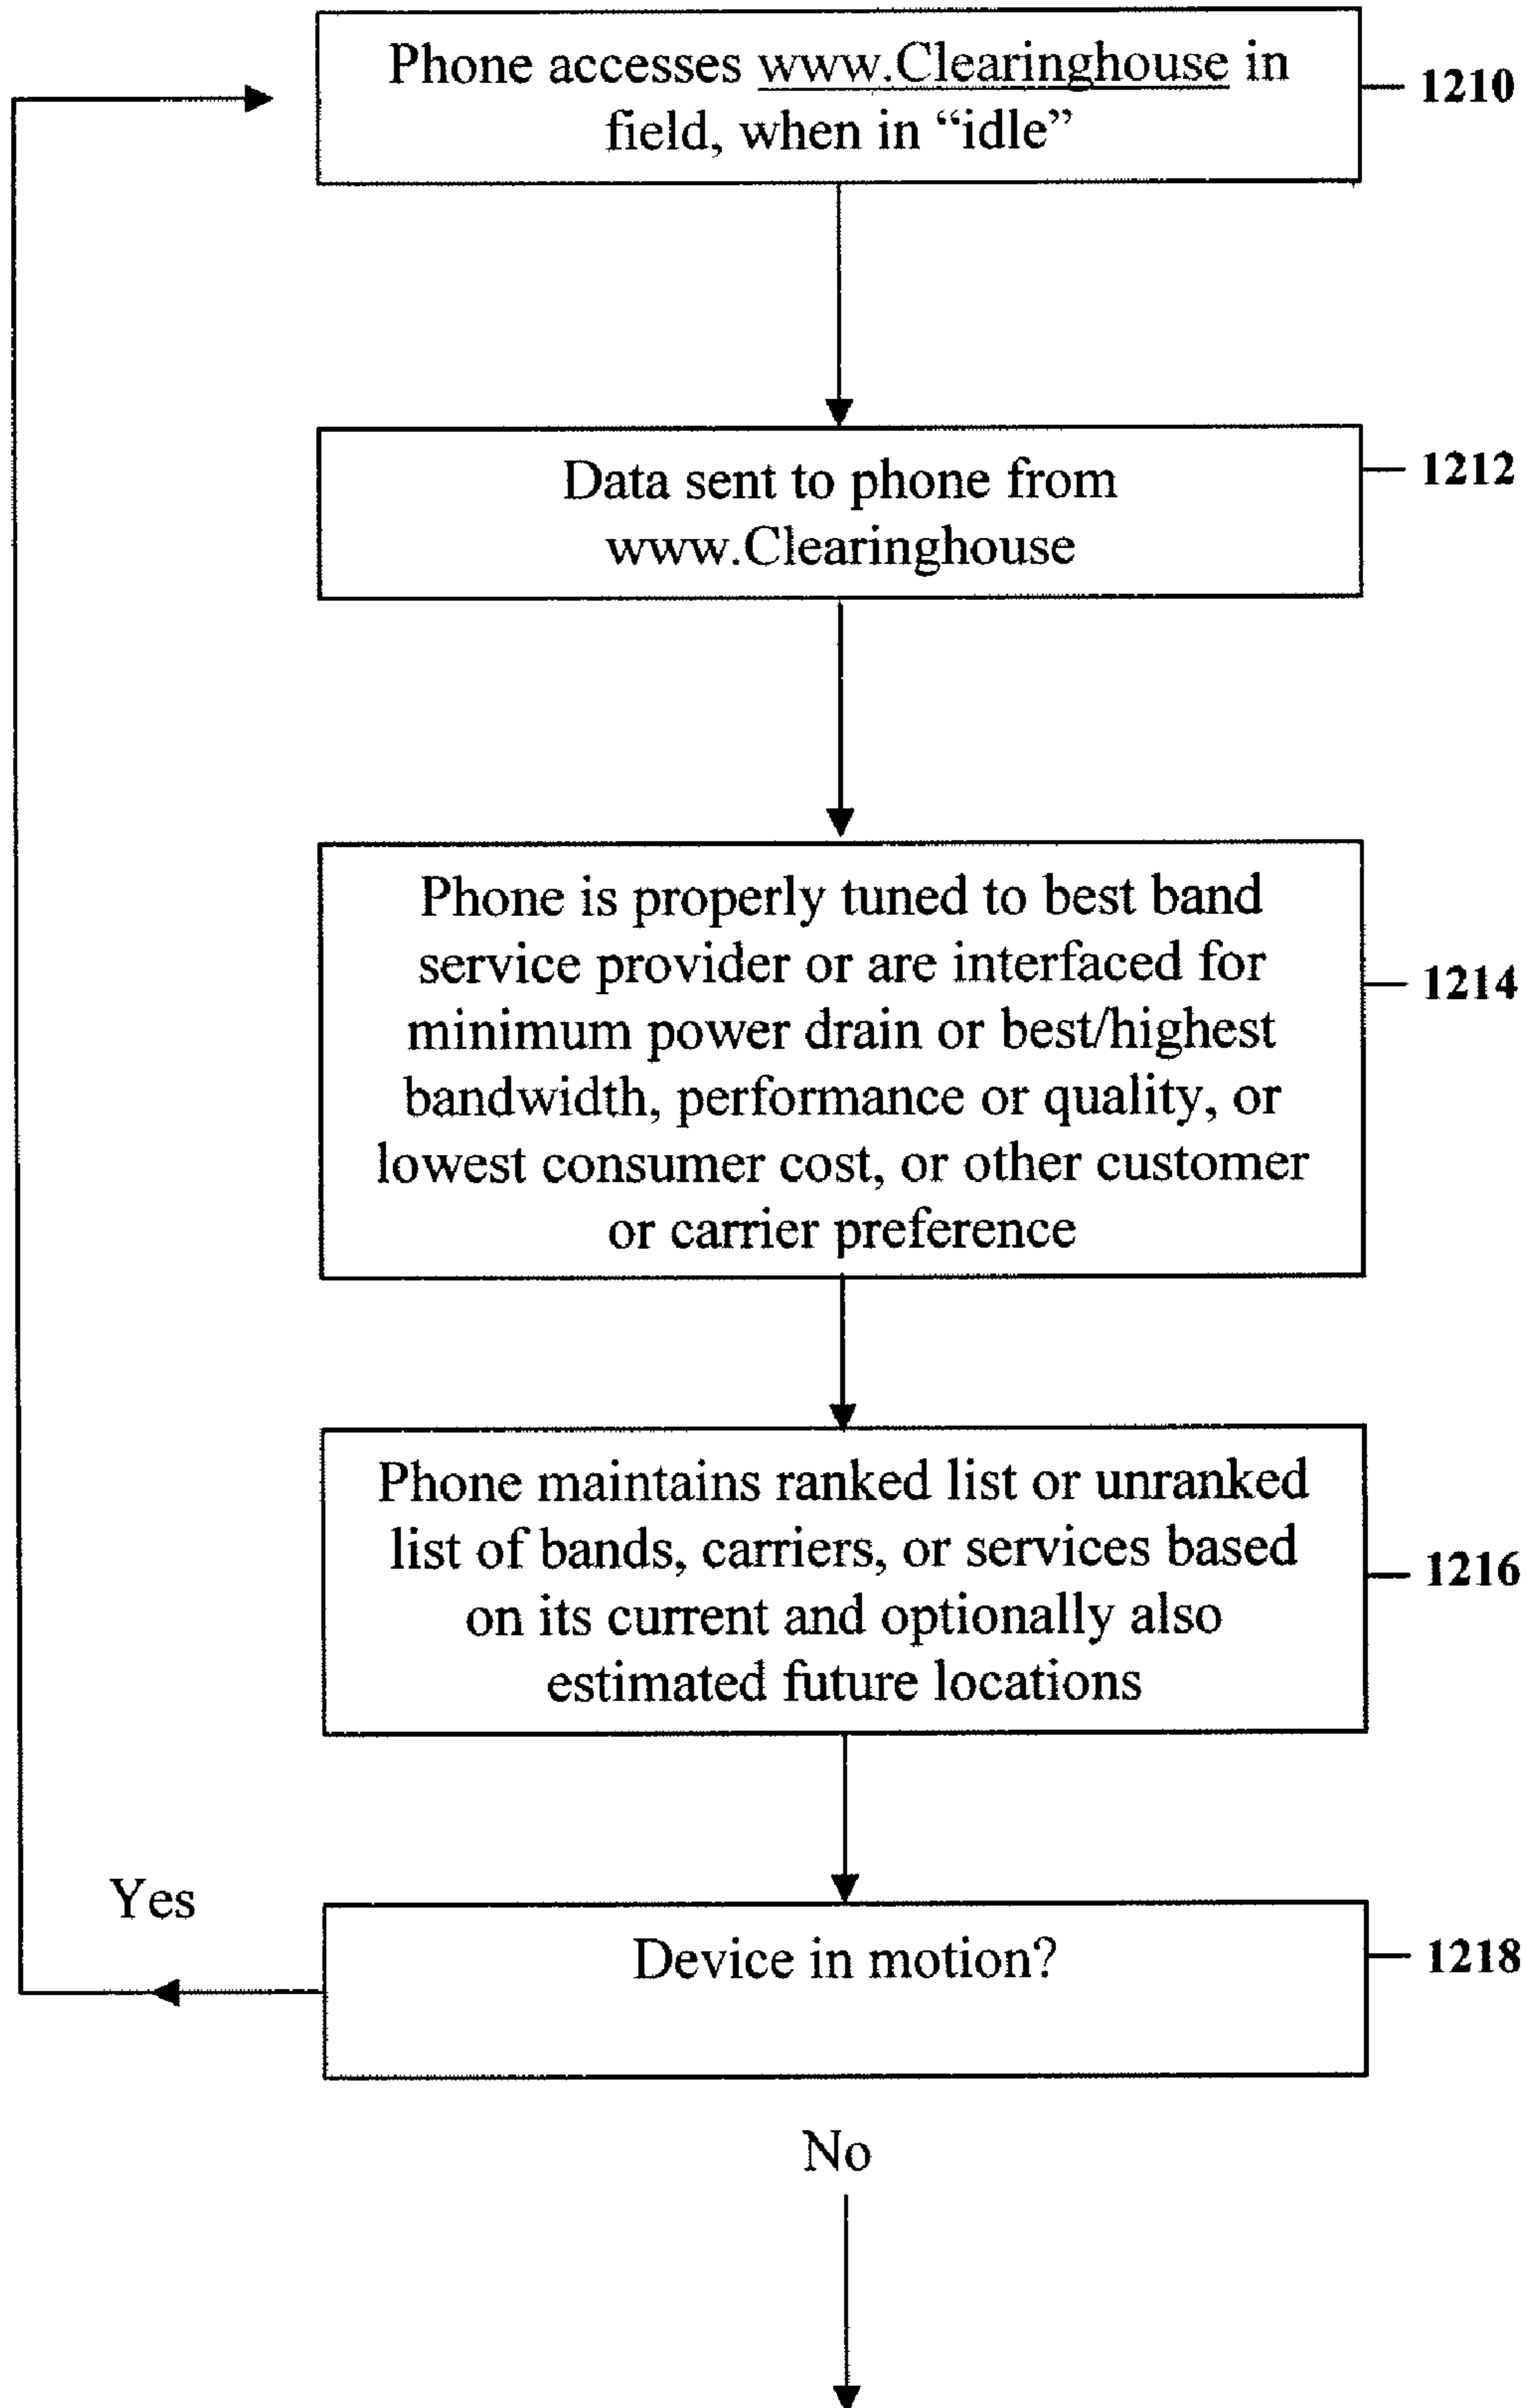 Phone accesses www.Clearinghouse in
field, when in “idle”
1210
Data sent to phone from
www.Clearinghouse
1212
Phone is properly tuned to best band
service provider or are interfaced for
minimum power drain or best/highest
bandwidth, performance or quality, or
lowest consumer cost, or other customer
or carrier preference
1214
Phone maintains ranked list or unranked
list of bands, carriers, or services based
on its current and optionally also
estimated future locations
1216
Yes
Device in motion?
1218
No